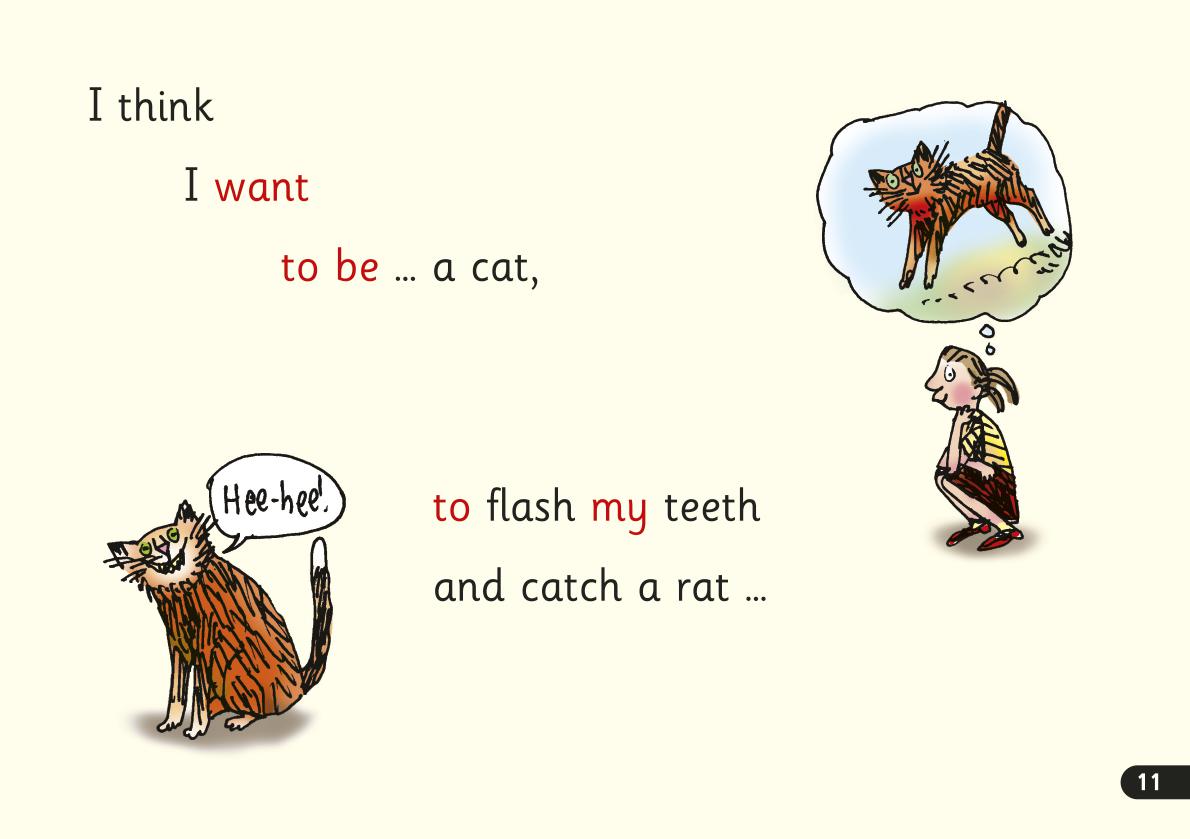 I think
I want
to be ... a cat,
Hee-hee!
to flash my teeth
and catch a rat ...
11